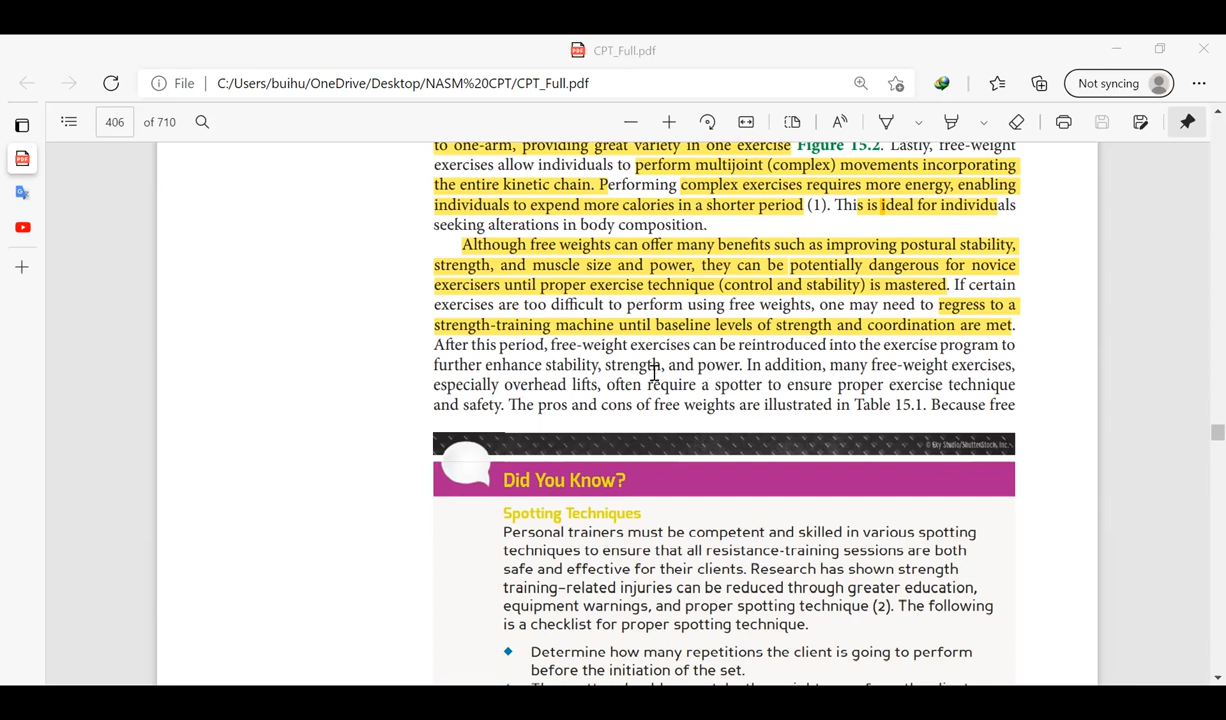 CPT_Full.pdf
File C:/Users/buihu/OneDrive/Desktop/NASM%20CPT/CPT_Full.pdf
Not syncing
406 of 710
to one-arm, providing great variety in one exercise Figure 15.2. Lastly, free-weight
exercises allow individuals to perform multijoint (complex) movements incorporating
the entire kinetic chain. Performing complex exercises requires more energy, enabling
individuals to expend more calories in a shorter period (1). This is ideal for individuals
seeking alterations in body composition.
Although free weights can offer many benefits such as improving postural stability,
strength, and muscle size and power, they can be potentially dangerous for novice
exercisers until proper exercise technique (control and stability) is mastered. If certain
exercises are too difficult to perform using free weights, one may need to regress to a
strength-training machine until baseline levels of strength and coordination are met.
After this period, free-weight exercises can be reintroduced into the exercise program to
further enhance stability, strength, and power. In addition, many free-weight exercises,
especially overhead lifts, often require a spotter to ensure proper exercise technique
and safety. The pros and cons of free weights are illustrated in Table 15.1. Because free
© Eky Studio/ShutterStock, Inc.
Did You Know?
Spotting Techniques
Personal trainers must be competent and skilled in various spotting
techniques to ensure that all resistance-training sessions are both
safe and effective for their clients. Research has shown strength
training–related injuries can be reduced through greater education,
equipment warnings, and proper spotting technique (2). The following
is a checklist for proper spotting technique.
◆ Determine how many repetitions the client is going to perform
before the initiation of the set.